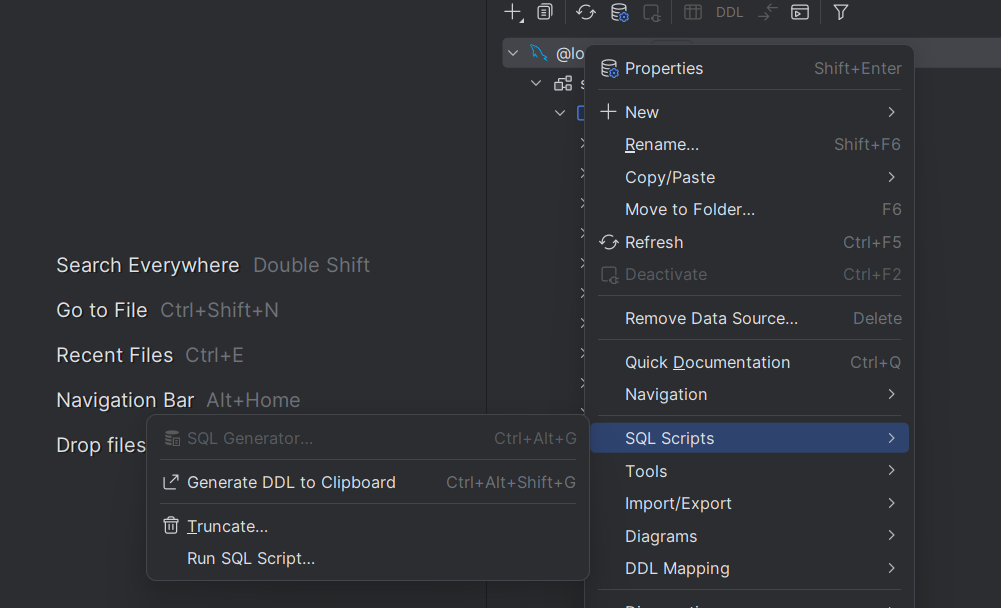 DDL
@lo
Properties Shift+Enter
New
Rename... Shift+F6
Copy/Paste
Move to Folder... F6
Refresh Ctrl+F5
Deactivate Ctrl+F2
Remove Data Source... Delete
Quick Documentation Ctrl+Q
Navigation
SQL Scripts
Tools
Import/Export
Diagrams
DDL Mapping
Search Everywhere Double Shift
Go to File Ctrl+Shift+N
Recent Files Ctrl+E
Navigation Bar Alt+Home
Drop files
SQL Generator... Ctrl+Alt+G
Generate DDL to Clipboard Ctrl+Alt+Shift+G
Truncate...
Run SQL Script...